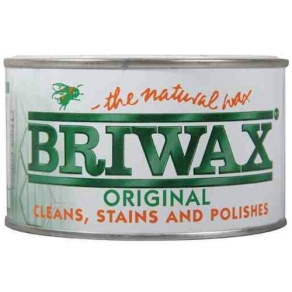 the natural wax
BRIWAX
ORIGINAL
CLEANS, STAINS AND POLISHES